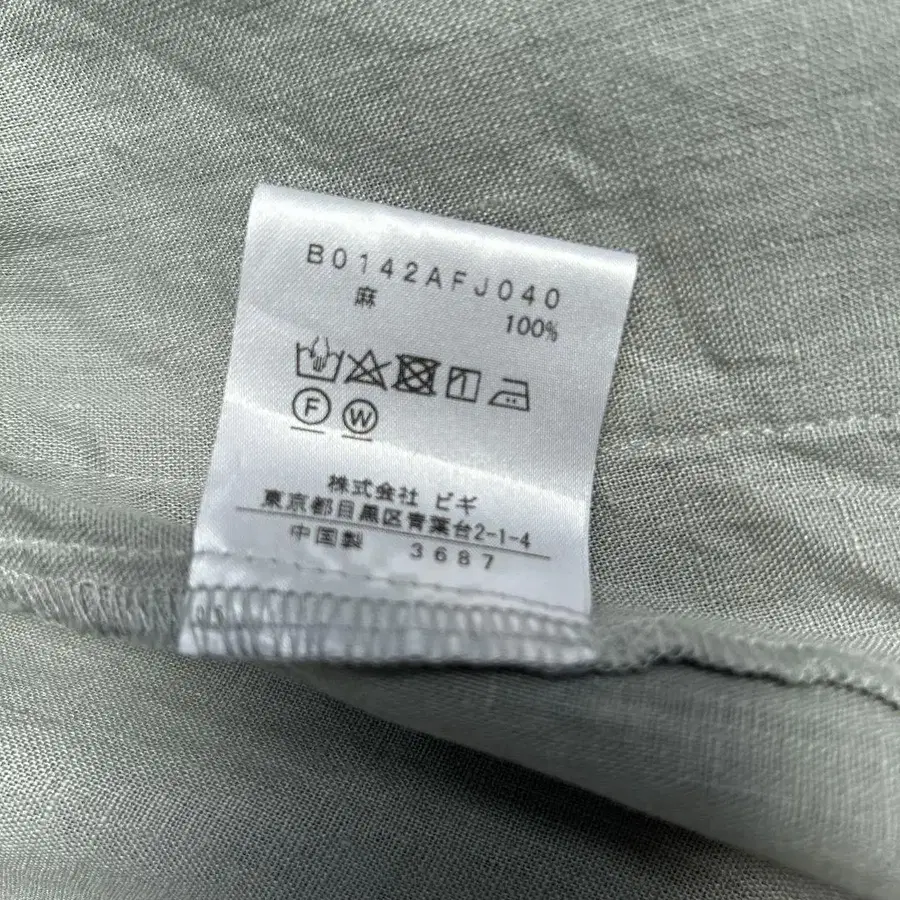 B0142AFJ040
麻 100%
F W
株式会社 ビギ
東京都目黒区青葉台2-1-4
中国製 3687